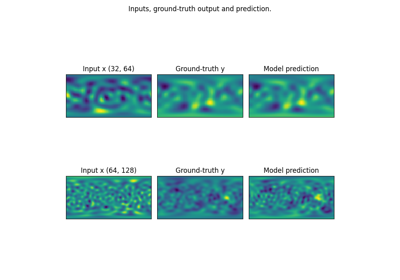 Inputs, ground-truth output and prediction.
Input x (32, 64) Ground-truth y Model prediction
Input x (64, 128) Ground-truth y Model prediction